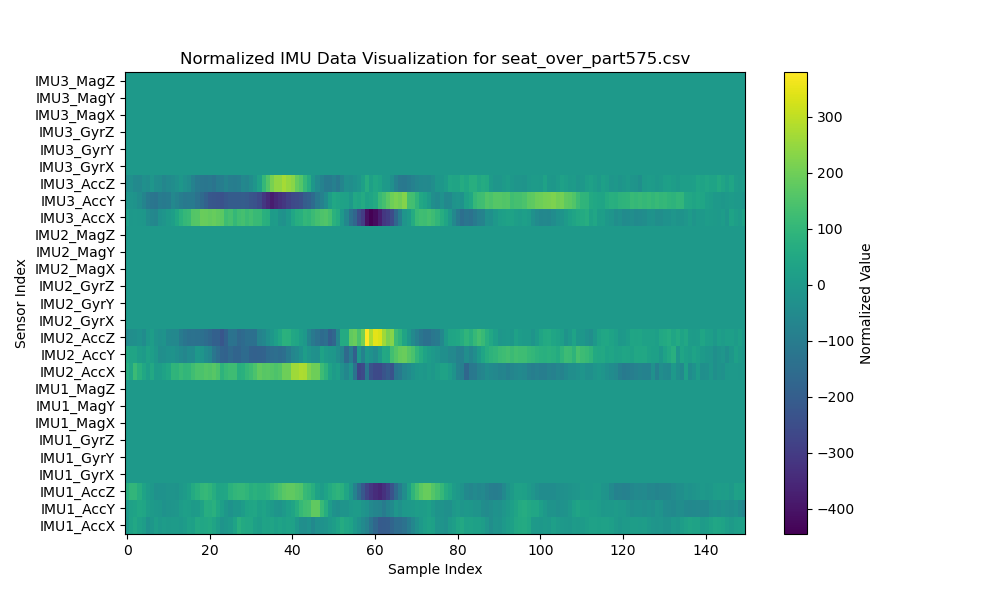 Normalized IMU Data Visualization for seat_over_part575.csv
IMU3_MagZ
IMU3_MagY
IMU3_MagX
IMU3_GyrZ
IMU3_GyrY
IMU3_GyrX
IMU3_AccZ
IMU3_AccY
IMU3_AccX
IMU2_MagZ
IMU2_MagY
IMU2_MagX
IMU2_GyrZ
IMU2_GyrY
IMU2_GyrX
IMU2_AccZ
IMU2_AccY
IMU2_AccX
IMU1_MagZ
IMU1_MagY
IMU1_MagX
IMU1_GyrZ
IMU1_GyrY
IMU1_GyrX
IMU1_AccZ
IMU1_AccY
IMU1_AccX
Sensor Index
0 20 40 60 80 100 120 140
Sample Index
300
200
100
0
−100
−200
−300
−400
Normalized Value